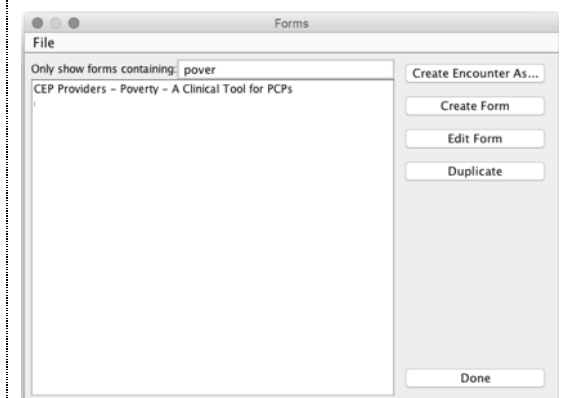 Forms
File
Only show forms containing: pover
CEP Providers – Poverty – A Clinical Tool for PCPs
Create Encounter As...
Create Form
Edit Form
Duplicate
Done